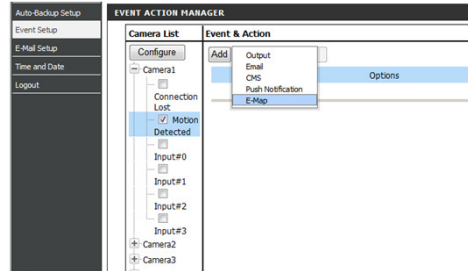 Auto-Backup Setup
Event Setup
E-Mail Setup
Time and Date
Logout
EVENT ACTION MANAGER
Camera List
Event & Action
Configure
Add
Output
Email
CMS
Push Notification
E-Map
Options
Camera1
Connection
Lost
Motion
Detected
Input#0
Input#1
Input#2
Input#3
Camera2
Camera3